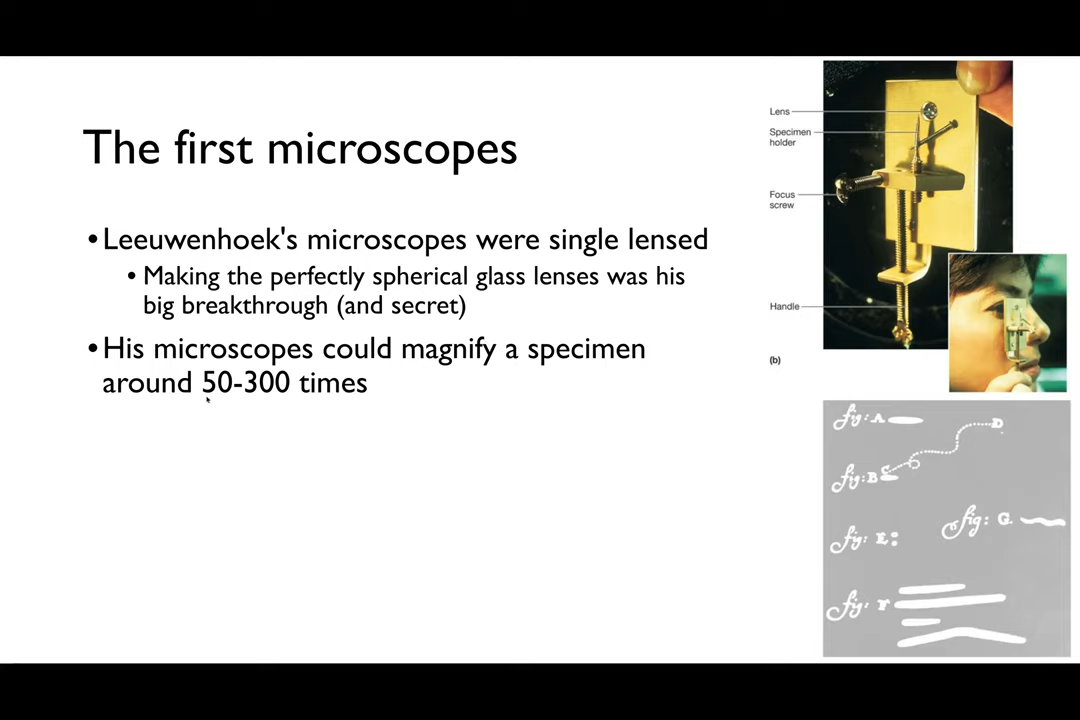 The first microscopes
•Leeuwenhoek's microscopes were single lensed
• Making the perfectly spherical glass lenses was his
big breakthrough (and secret)
•His microscopes could magnify a specimen
around 50-300 times
Lens
Specimen
holder
Focus
screw
Handle
(b)
fig: A
D.
fig: B C
fig: G.
fig: E:
fig: F